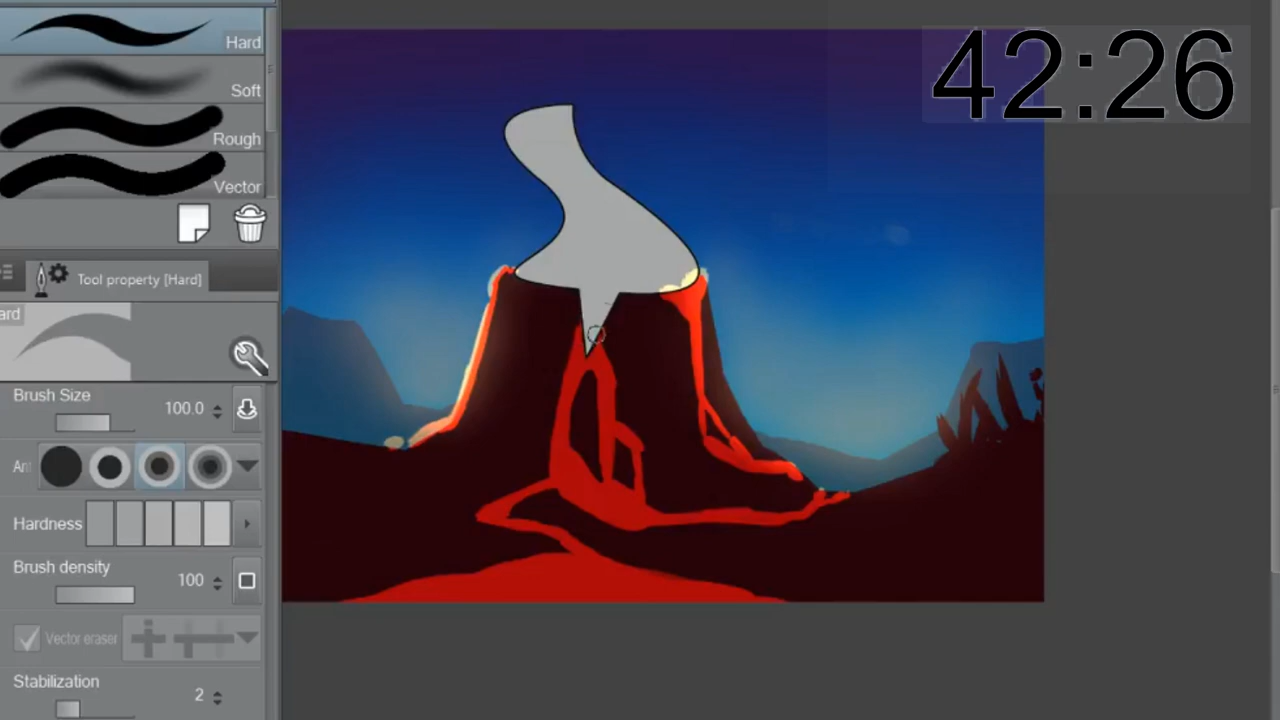 Hard
Soft
Rough
Vector
42:26
Tool property [Hard]
ard
Brush Size
100.0
Hardness
Brush density
100
Vector eraser
Stabilization
2